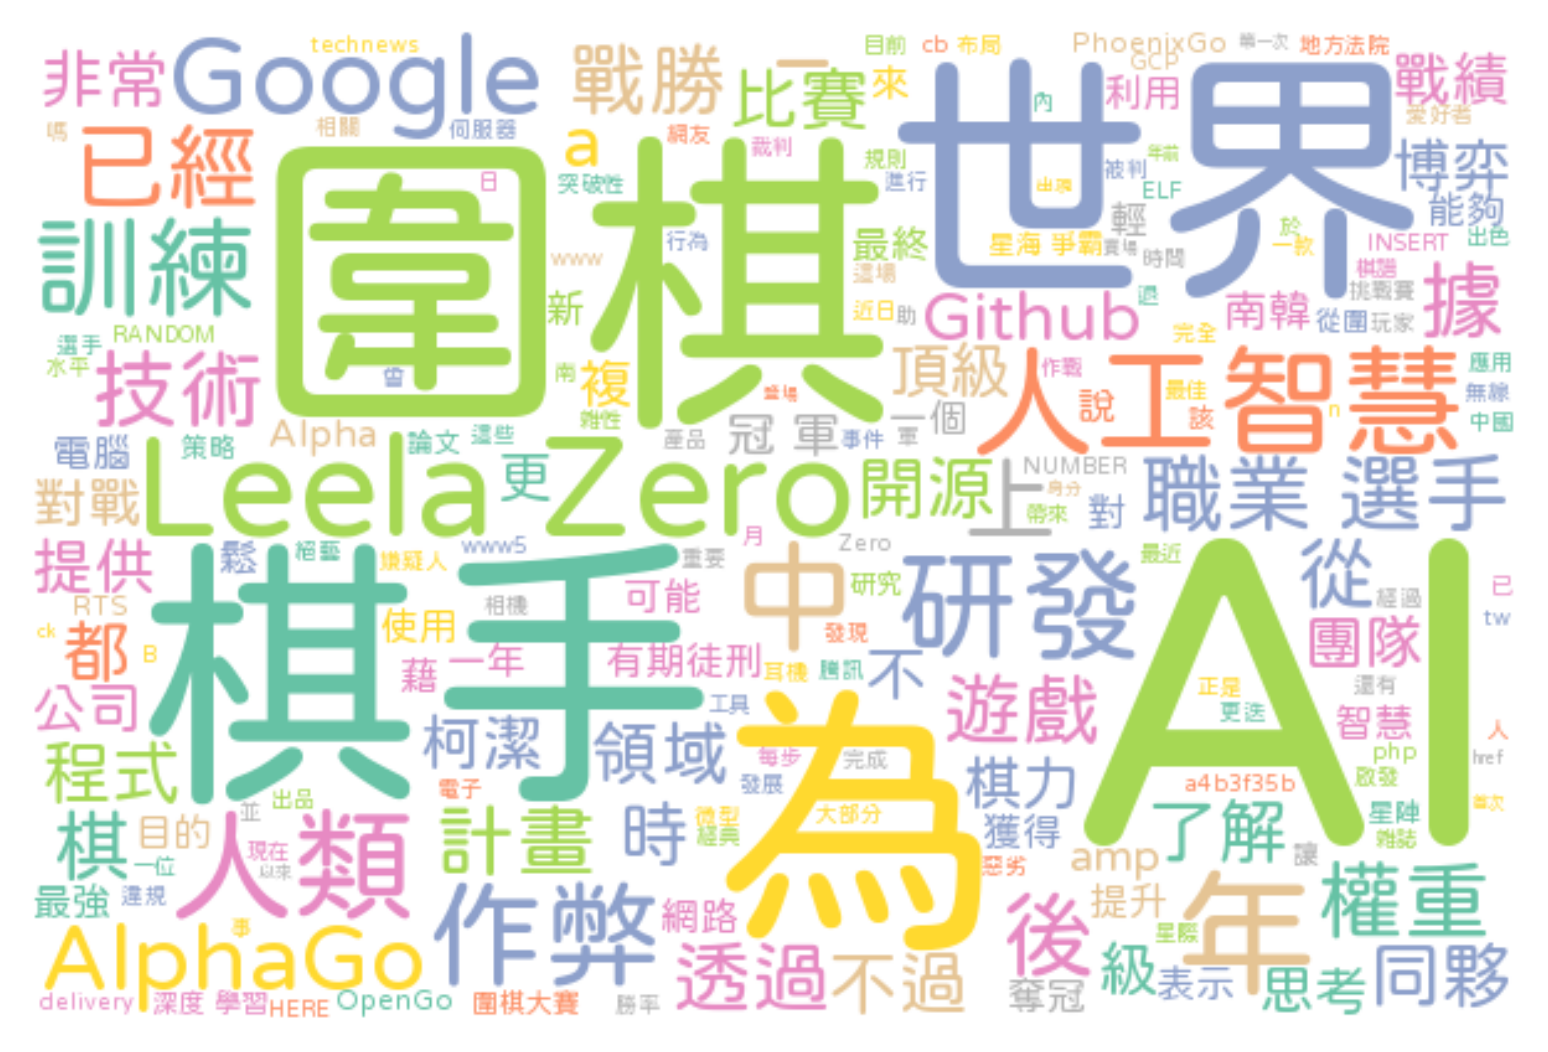 technews
非常
Google
相關
伺服器
嗎
戰勝
一
比賽
目前
cb
布局
PhoenixGo
GCP
第一次
地方法院
來
利用
戰績
愛好者
內
世界
已經
a
網友
裁判
規則
年前
博弈
日
突破性
進行
被判
ELF
能夠
出現
圍棋
訓練
行為
最終
星海
爭霸
賣場
輕
於
一款
INSERT
出色
www
這場
時間
棋譜
挑戰賽
據
新
近日
助
Github
退
南韓
從圍
玩家
RANDOM
選手
水平
技術
曾
南
複
雜性
登場
頂級
作戰
完全
人工智慧
最佳
應用
無線
中國
說
該
n
Alpha
電腦
策略
論文
這些
產品
冠
軍
事件
軍
一個
Leela
Zero
更
開源
上
NUMBER
身分
帶來
對
職業
選手
對戰
提供
鬆
絕藝
嫌疑人
www5
重要
月
Zero
中
研究
研發
最近
從
經過
已
tw
RTS
ck
都
B
棋手
相機
使用
可能
發現
AI
團隊
藉
一年
有期徒刑
耳機
騰訊
不
公司
工具
遊戲
正是
更迭
還有
智慧
人
程式
柯潔
領域
每步
完成
為
棋力
php
href
啟發
電子
發展
a4b3f35b
首次
出品
並
棋
目的
人類
計畫
時
微型
經典
大部分
獲得
了解
星陣
雜誌
一位
現在
以來
惡劣
amp
讓
最強
違規
作弊
網路
提升
年
權重
AlphaGo
事
後
星際
透過
不過
級
表示
思考
同夥
delivery
深度
學習
HERE
OpenGo
圍棋大賽
勝率
奪冠